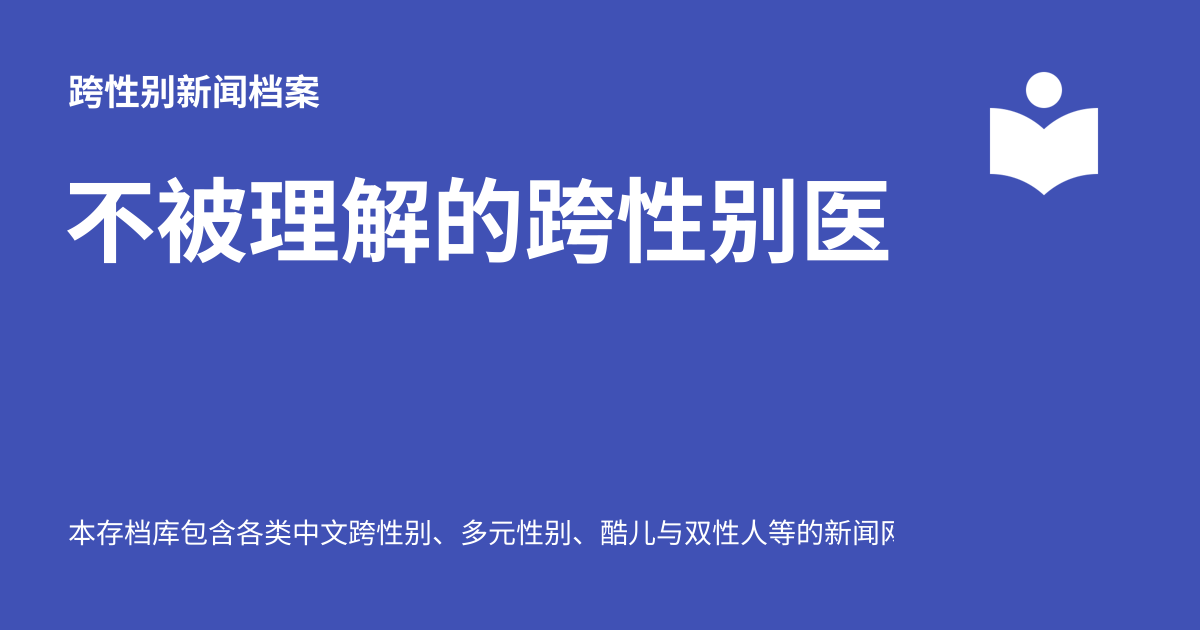 跨性别新闻档案
不被理解的跨性别医
本存档库包含各类中文跨性别、多元性别、酷儿与双性人等的新闻网